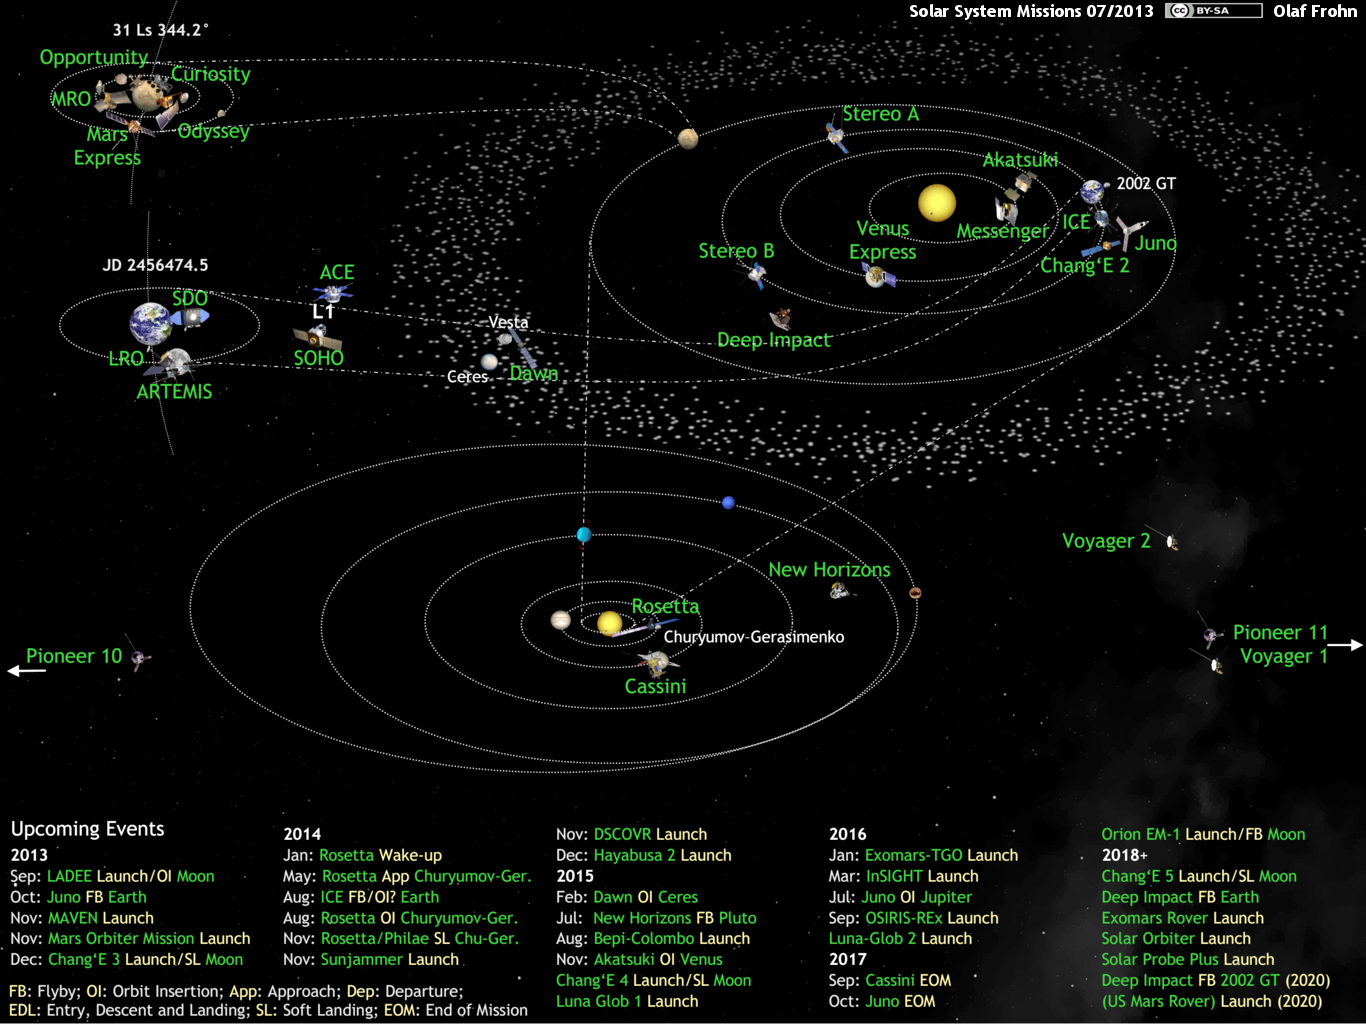 Solar System Missions 07/2013 cc BY-SA Olaf Frohn
31 Ls 344.2°
Opportunity
Curiosity
MRO
Mars
Express
Odyssey
Stereo A
Akatsuki
2002 GT
ICE
Venus
Express
Messenger
Juno
Stereo B
Chang‘E 2
Deep Impact
JD 2456474.5
SDO
ACE
L1
LRO
SOHO
ARTEMIS
Vesta
Ceres
Dawn
Voyager 2
New Horizons
Rosetta
Churyumov-Gerasimenko
Cassini
Pioneer 10
Pioneer 11
Voyager 1
Upcoming Events
2013
Sep: LADEE Launch/OI Moon
Oct: Juno FB Earth
Nov: MAVEN Launch
Nov: Mars Orbiter Mission Launch
Dec: Chang‘E 3 Launch/SL Moon
2014
Jan: Rosetta Wake-up
May: Rosetta App Churyumov-Ger.
Aug: ICE FB/OI? Earth
Aug: Rosetta OI Churyumov-Ger.
Nov: Rosetta/Philae SL Chu-Ger.
Nov: Sunjammer Launch
Nov: DSCOVR Launch
Dec: Hayabusa 2 Launch
2015
Feb: Dawn OI Ceres
Jul: New Horizons FB Pluto
Aug: Bepi-Colombo Launch
Nov: Akatsuki OI Venus
Chang‘E 4 Launch/SL Moon
Luna Glob 1 Launch
2016
Jan: Exomars-TGO Launch
Mar: InSIGHT Launch
Jul: Juno OI Jupiter
Sep: OSIRIS-REx Launch
Luna-Glob 2 Launch
2017
Sep: Cassini EOM
Oct: Juno EOM
Orion EM-1 Launch/FB Moon
2018+
Chang‘E 5 Launch/SL Moon
Deep Impact FB Earth
Exomars Rover Launch
Solar Orbiter Launch
Solar Probe Plus Launch
Deep Impact FB 2002 GT (2020)
(US Mars Rover) Launch (2020)
FB: Flyby; OI: Orbit Insertion; App: Approach; Dep: Departure;
EDL: Entry, Descent and Landing; SL: Soft Landing; EOM: End of Mission